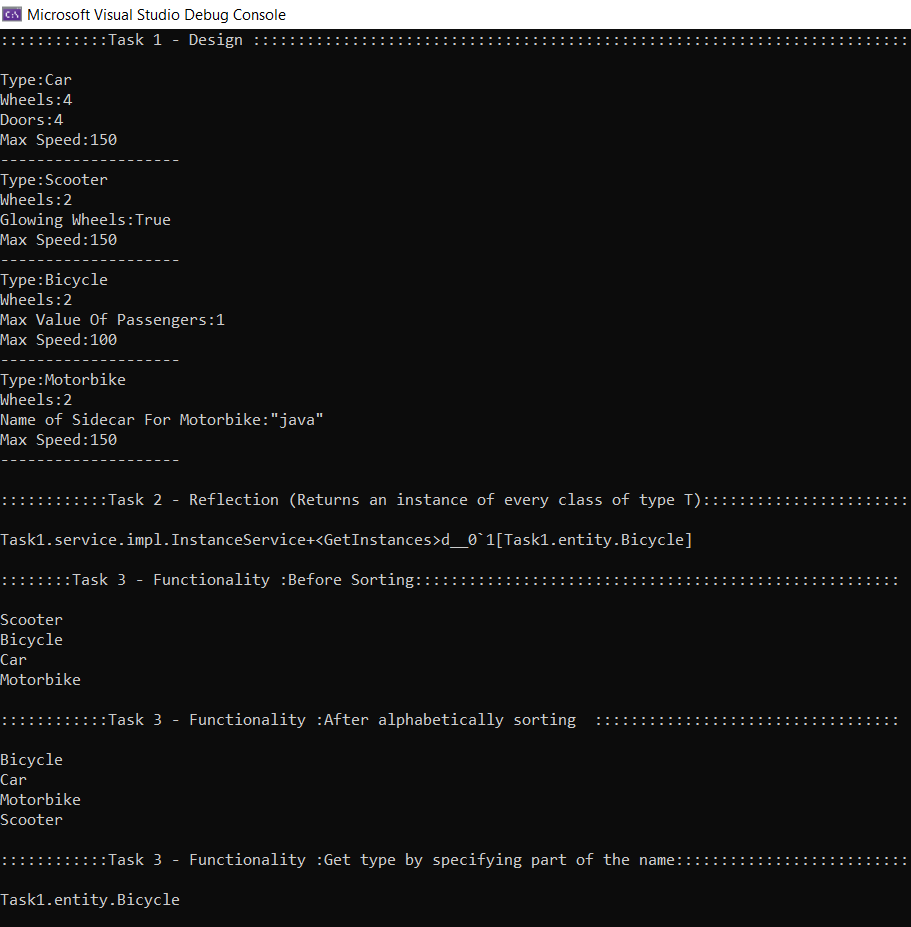 Microsoft Visual Studio Debug Console
::::::::::::Task 1 - Design :::::::::::::::::::::::::::::::::::::::::::::::::::::::::::::::::::::::::
Type:Car
Wheels:4
Doors:4
Max Speed:150
--------------------
Type:Scooter
Wheels:2
Glowing Wheels:True
Max Speed:150
--------------------
Type:Bicycle
Wheels:2
Max Value Of Passengers:1
Max Speed:100
--------------------
Type:Motorbike
Wheels:2
Name of Sidecar For Motorbike:"java"
Max Speed:150
--------------------
::::::::::::Task 2 - Reflection (Returns an instance of every class of type T):::::::::::::::::::::::
Task1.service.impl.InstanceService+<GetInstances>d__0`1[Task1.entity.Bicycle]
::::::::Task 3 - Functionality :Before Sorting::::::::::::::::::::::::::::::::::::::::::::::::::::::
Scooter
Bicycle
Car
Motorbike
::::::::::::Task 3 - Functionality :After alphabetically sorting  ::::::::::::::::::::::::::::::::::
Bicycle
Car
Motorbike
Scooter
::::::::::::Task 3 - Functionality :Get type by specifying part of the name::::::::::::::::::::::::::
Task1.entity.Bicycle